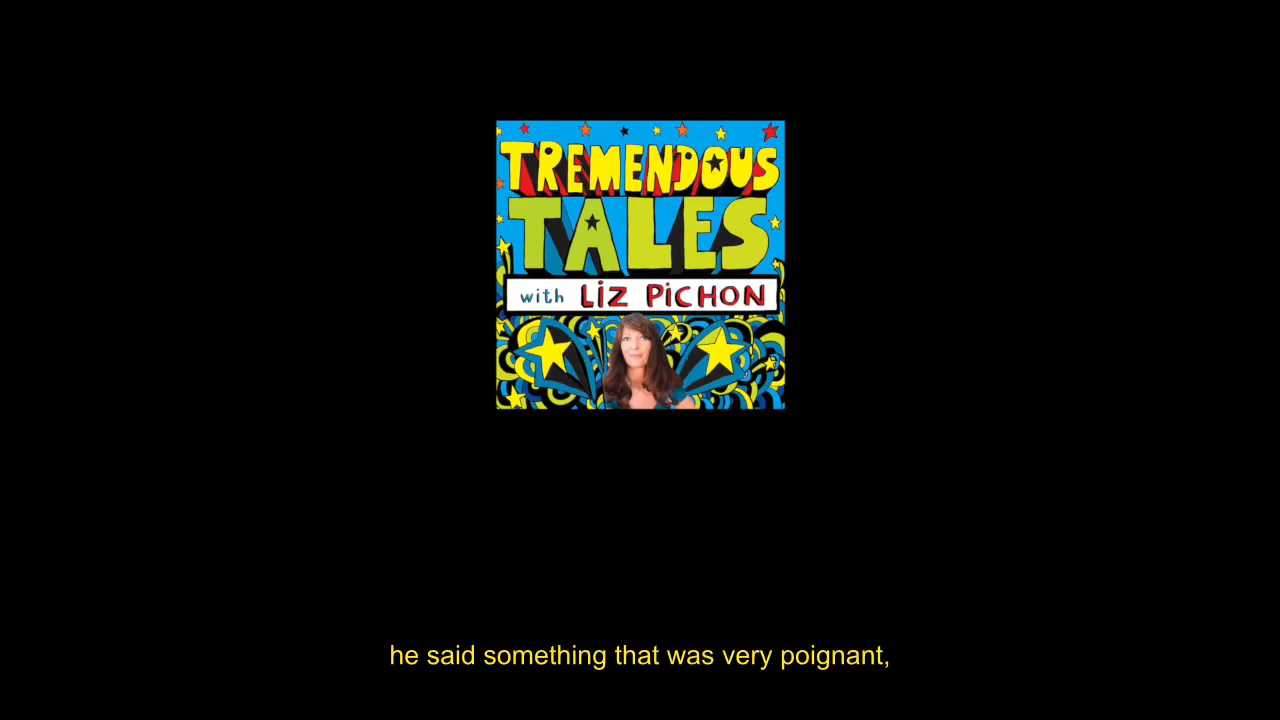 TREMENDOUS
TALES
with LiZ PiCHON
he said something that was very poignant,